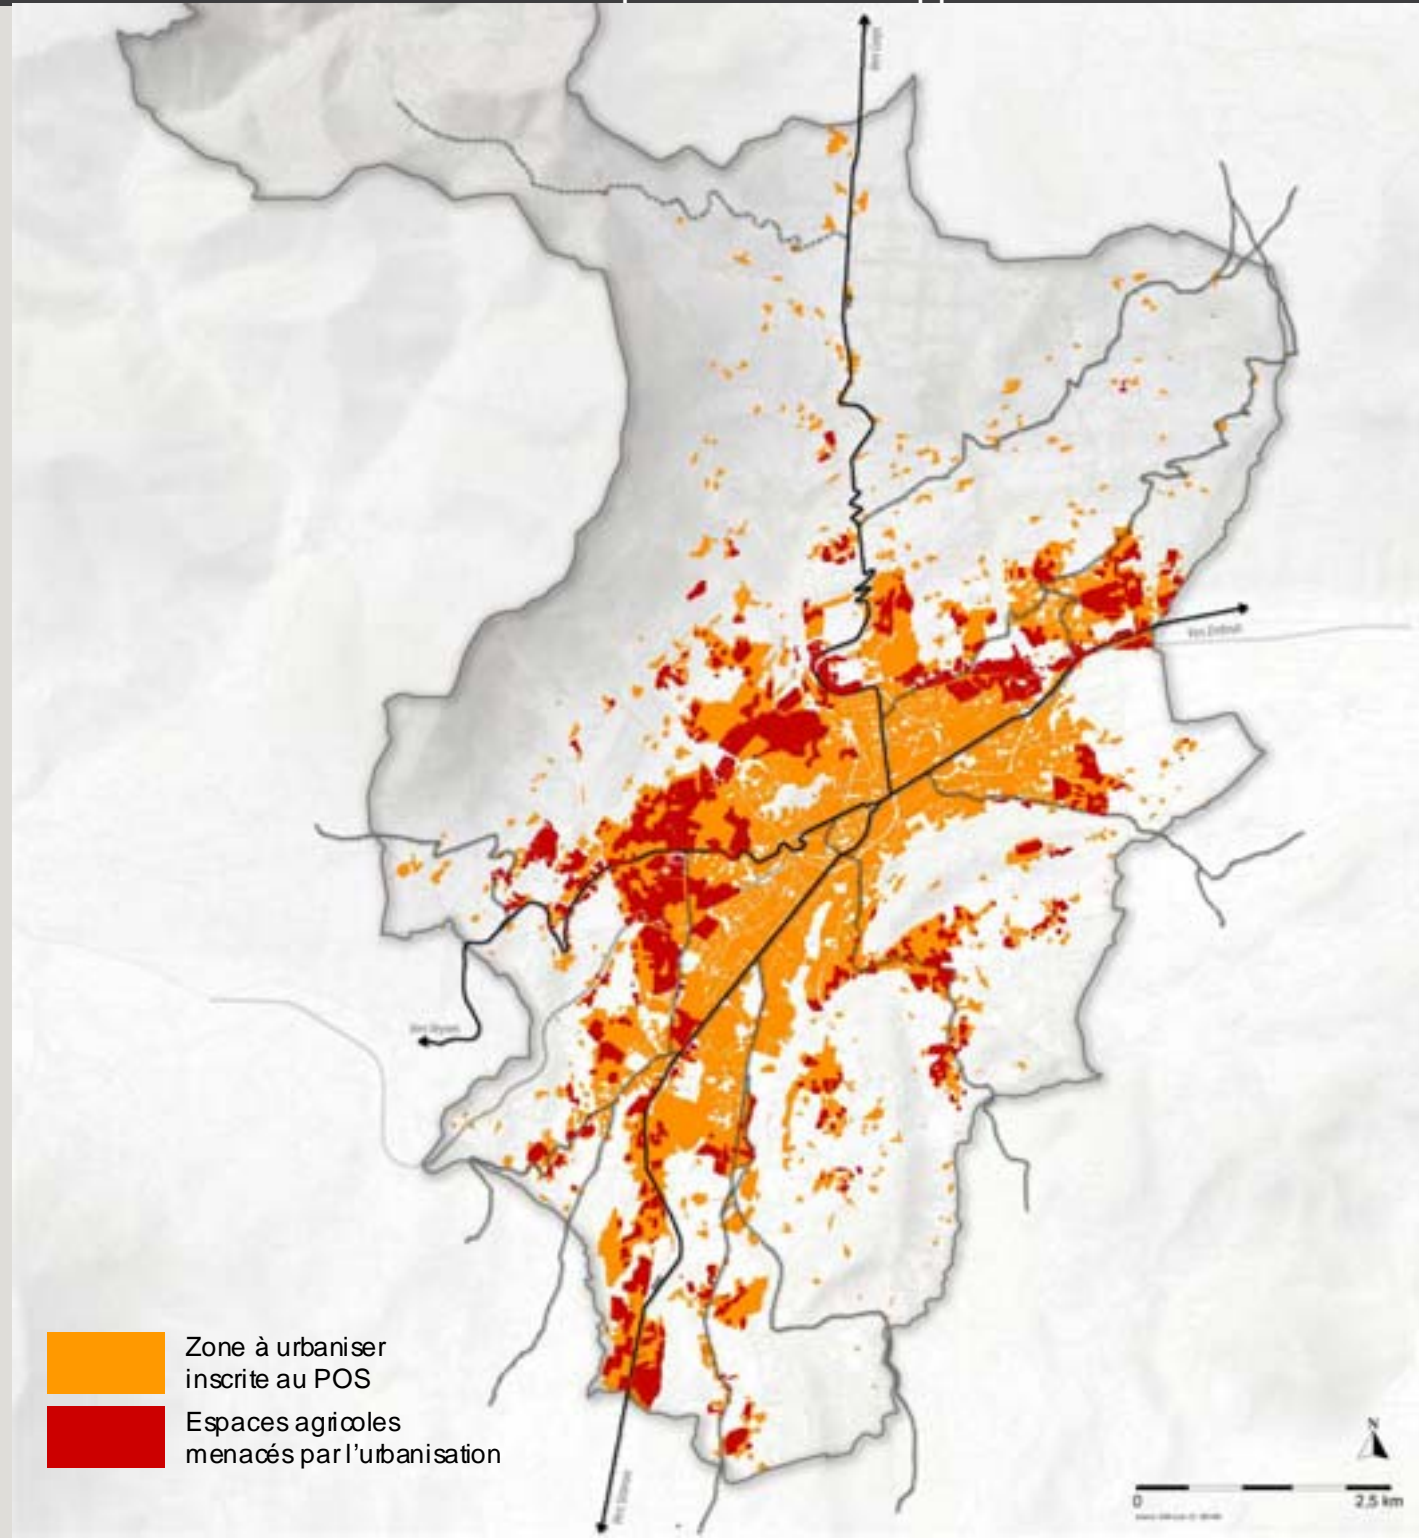 Zone à urbaniser
inscrite au POS
Espaces agricoles
menacés par l'urbanisation
N
0
2,5 km